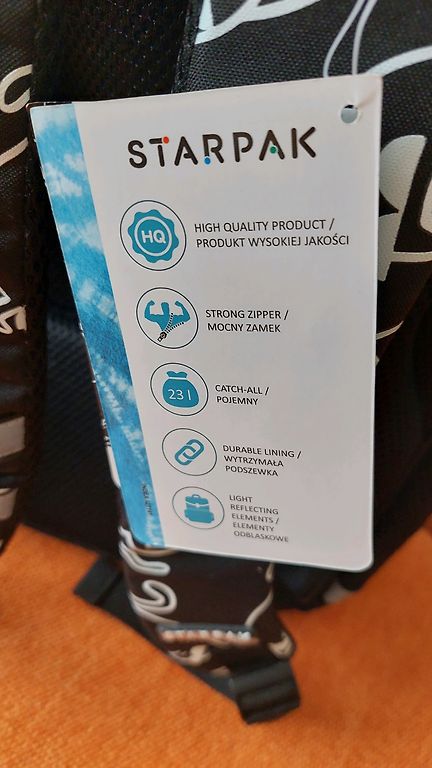 STARPAK
HQ
HIGH QUALITY PRODUCT /
PRODUKT WYSOKIEJ JAKOŚCI
STRONG ZIPPER /
MOCNY ZAMEK
23 l
CATCH-ALL /
POJEMNY
DURABLE LINING /
WYTRZYMAŁA
PODSZEWKA
LIGHT
REFLECTING
ELEMENTS /
ELEMENTY
ODBLASKOWE
STARPAK